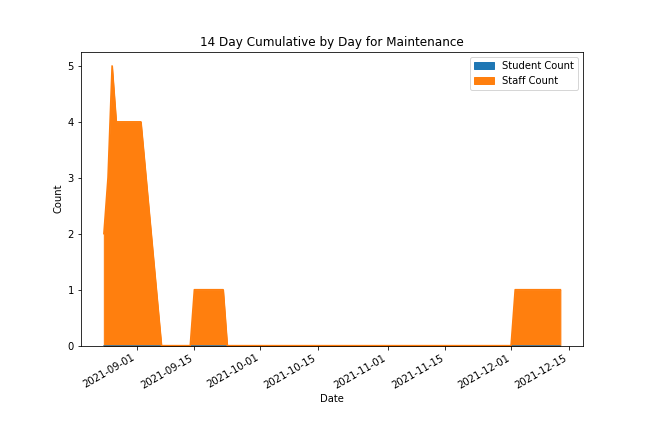 14 Day Cumulative by Day for Maintenance
Student Count
Staff Count
5
4
3
2
1
0
Count
2021-09-01
2021-09-15
2021-10-01
2021-10-15
2021-11-01
2021-11-15
2021-12-01
2021-12-15
Date